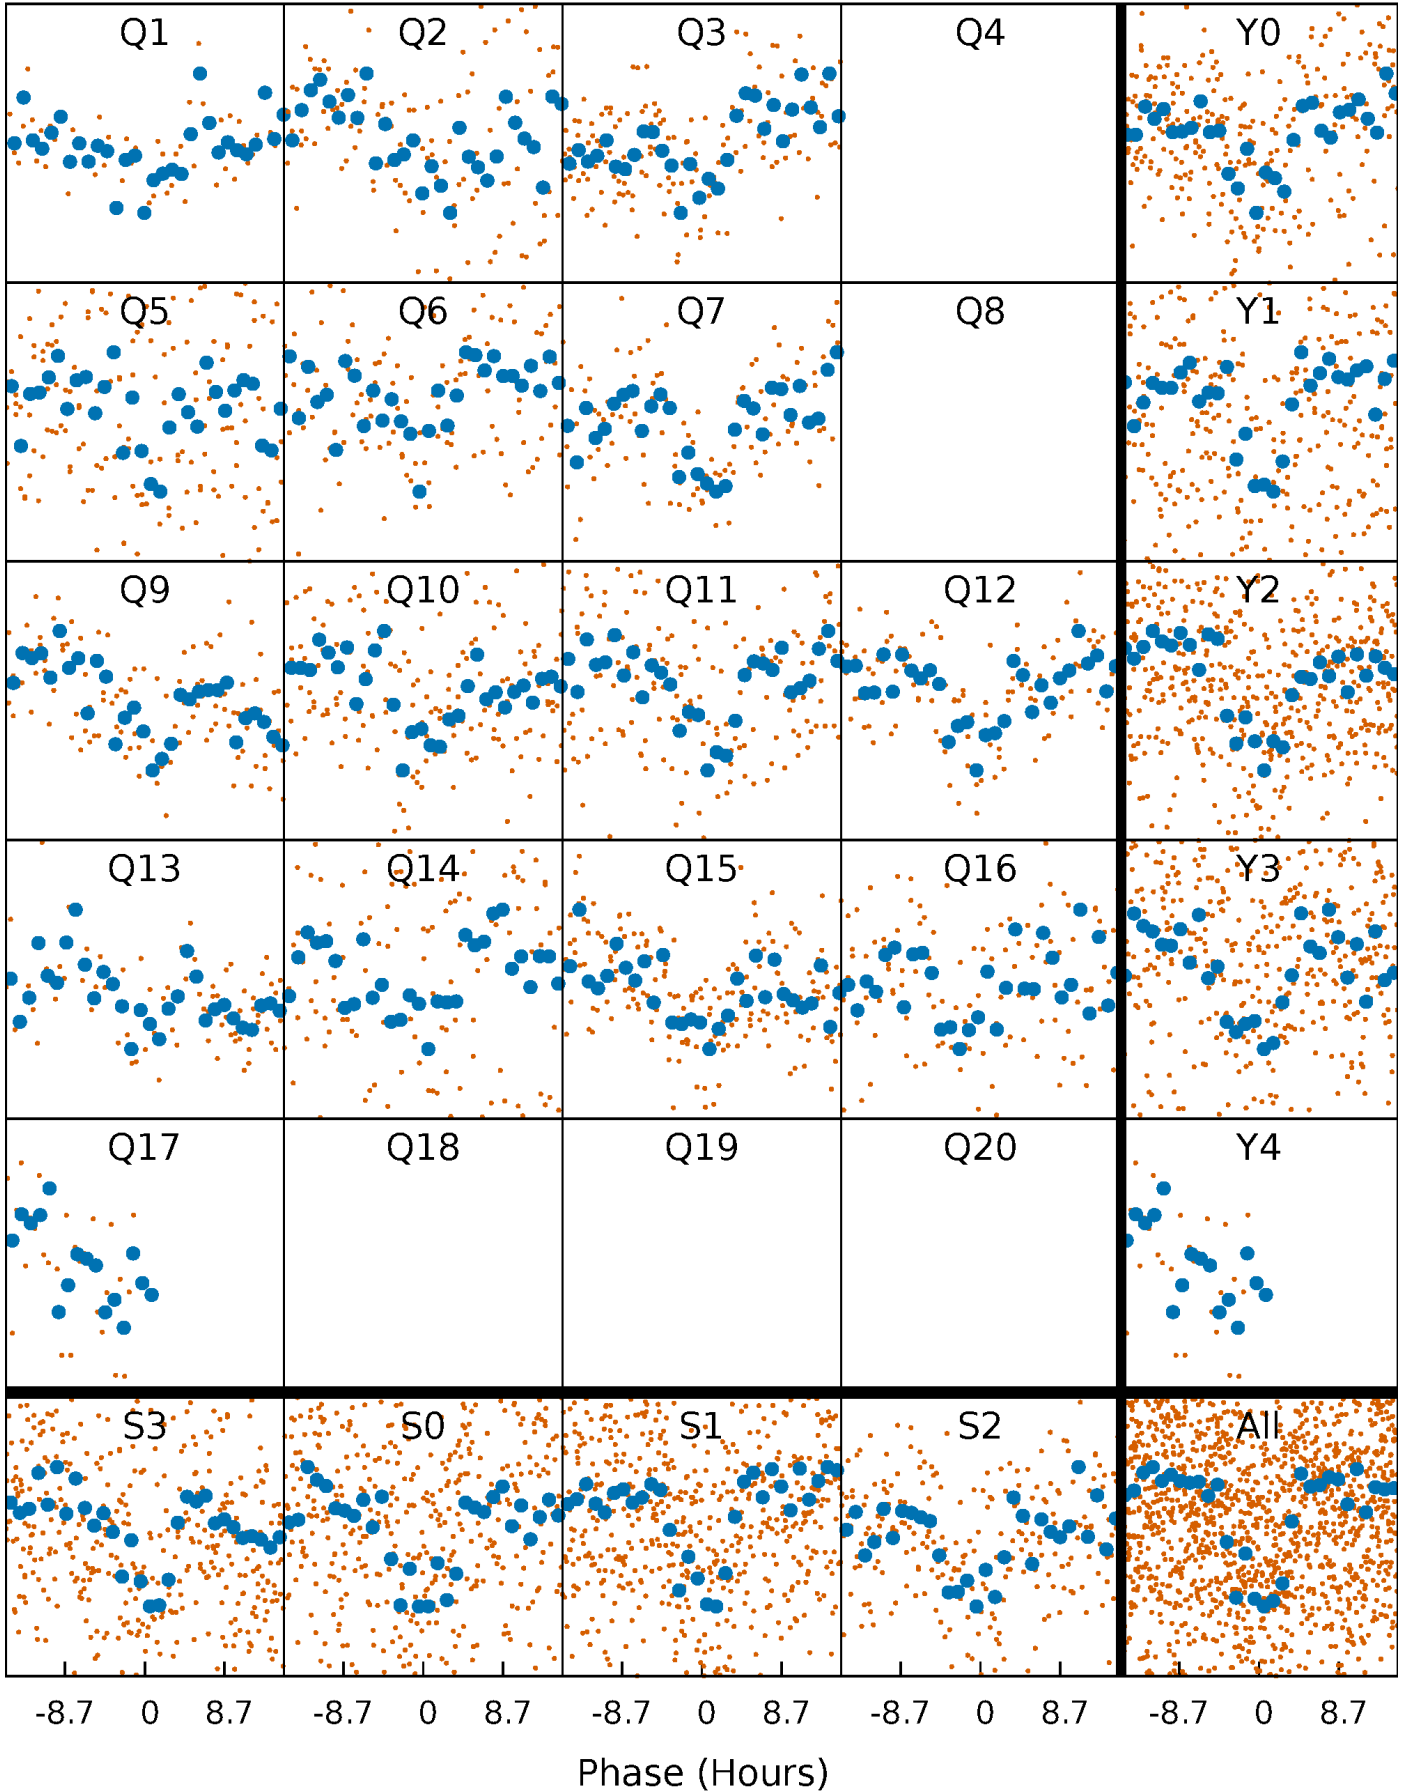 Q1 Q2 Q3 Q4 Y0
Q5 Q6 Q7 Q8 Y1
Q9 Q10 Q11 Q12 Y2
Q13 Q14 Q15 Q16 Y3
Q17 Q18 Q19 Q20 Y4
S3 S0 S1 S2 All
-8.7 0 8.7 -8.7 0 8.7 -8.7 0 8.7 -8.7 0 8.7 -8.7 0 8.7
Phase (Hours)